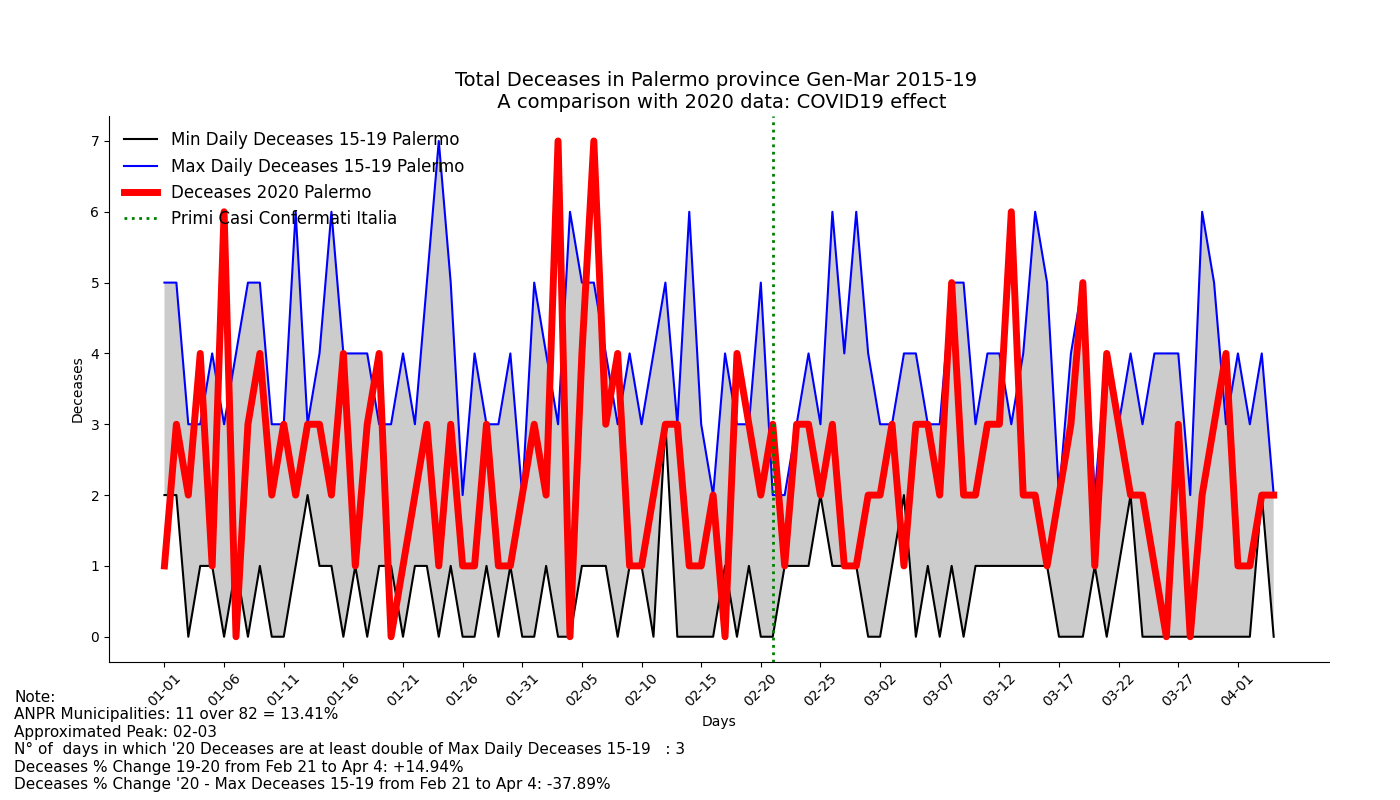 Total Deceases in Palermo province Gen-Mar 2015-19
A comparison with 2020 data: COVID19 effect
Min Daily Deceases 15-19 Palermo
Max Daily Deceases 15-19 Palermo
Deceases 2020 Palermo
Primi Casi Confermati Italia
Deceases
7
6
5
4
3
2
1
0
01-01 01-06 01-11 01-16 01-21 01-26 01-31 02-05 02-10 02-15 02-20 02-25 03-02 03-07 03-12 03-17 03-22 03-27 04-01
Days
Note:
ANPR Municipalities: 11 over 82 = 13.41%
Approximated Peak: 02-03
N° of  days in which '20 Deceases are at least double of Max Daily Deceases 15-19   : 3
Deceases % Change 19-20 from Feb 21 to Apr 4: +14.94%
Deceases % Change '20 - Max Deceases 15-19 from Feb 21 to Apr 4: -37.89%